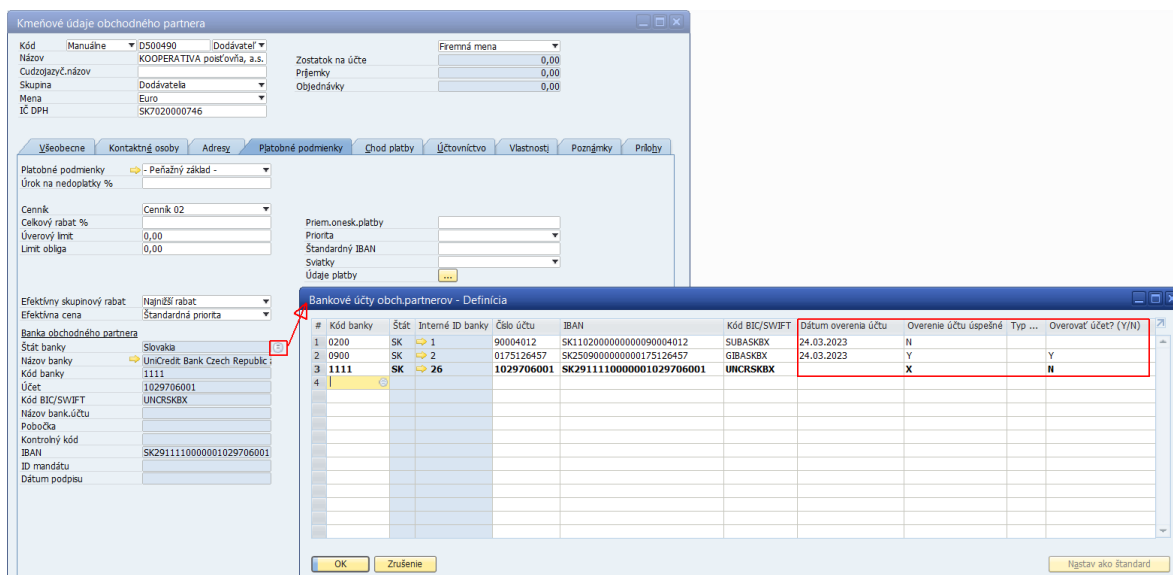 Kmeňové údaje obchodného partnera
Kód Manuálne D500490 Dodávateľ Firemná mena
Názov KOOPERATIVA poisťovňa, a.s. Zostatok na účte 0,00
Cudzojazyč.názov Príjemky 0,00
Skupina Dodávatelia Objednávky 0,00
Mena Euro
IČ DPH SK7020000746
Všeobecne Kontaktné osoby Adresy Platobné podmienky Chod platby Účtovníctvo Vlastnosti Poznámky Prílohy
Platobné podmienky - Peňažný základ -
Úrok na nedoplatky %
Cenník Cenník 02
Celkový rabat % Priem.onesk.platby
Úverový limit 0,00 Priorita
Limit obliga 0,00 Štandardný IBAN
Sviatky
Údaje platby ...
Efektívny skupinový rabat Najnižší rabat
Efektívna cena Štandardná priorita
Banka obchodného partnera
Štát banky Slovakia
Názov banky UniCredit Bank Czech Republic
Kód banky 1111
Účet 1029706001
Kód BIC/SWIFT UNCRSKBX
Názov bank.účtu
Pobočka
Kontrolný kód
IBAN SK2911110000001029706001
ID mandátu
Dátum podpisu
Bankové účty obch.partnerov - Definícia
# Kód banky Štát Interné ID banky Číslo účtu IBAN Kód BIC/SWIFT Dátum overenia účtu Overenie účtu úspešné Typ ... Overovať účet? (Y/N)
1 0200 SK 1 90004012 SK1102000000000090004012 SUBASKBX 24.03.2023 N
2 0900 SK 2 0175126457 SK2509000000000175126457 GIBASKBX 24.03.2023 Y Y
3 1111 SK 26 1029706001 SK2911110000001029706001 UNCRSKBX X N
4
OK Zrušenie Nastav ako štandard